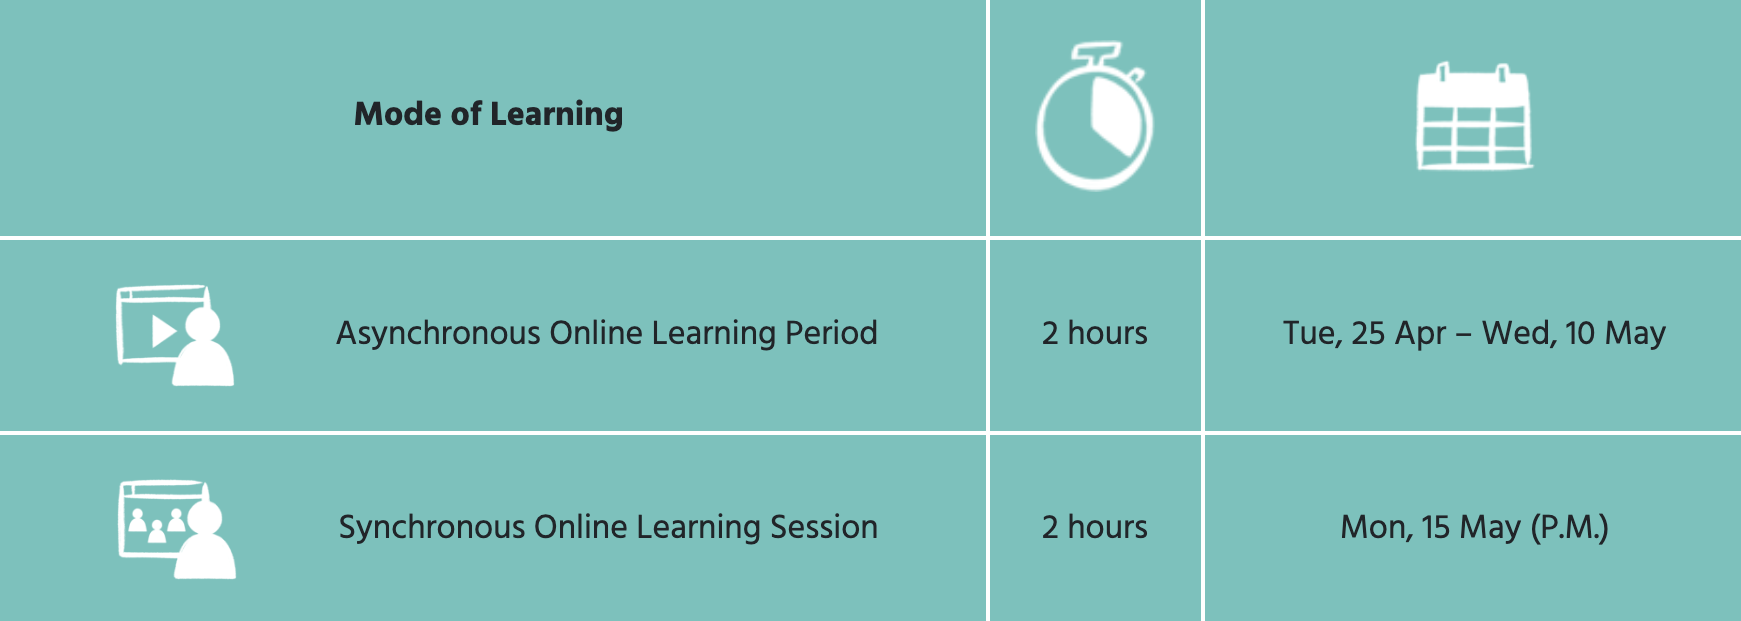 Mode of Learning
Asynchronous Online Learning Period
2 hours
Tue, 25 Apr – Wed, 10 May
Synchronous Online Learning Session
2 hours
Mon, 15 May (P.M.)